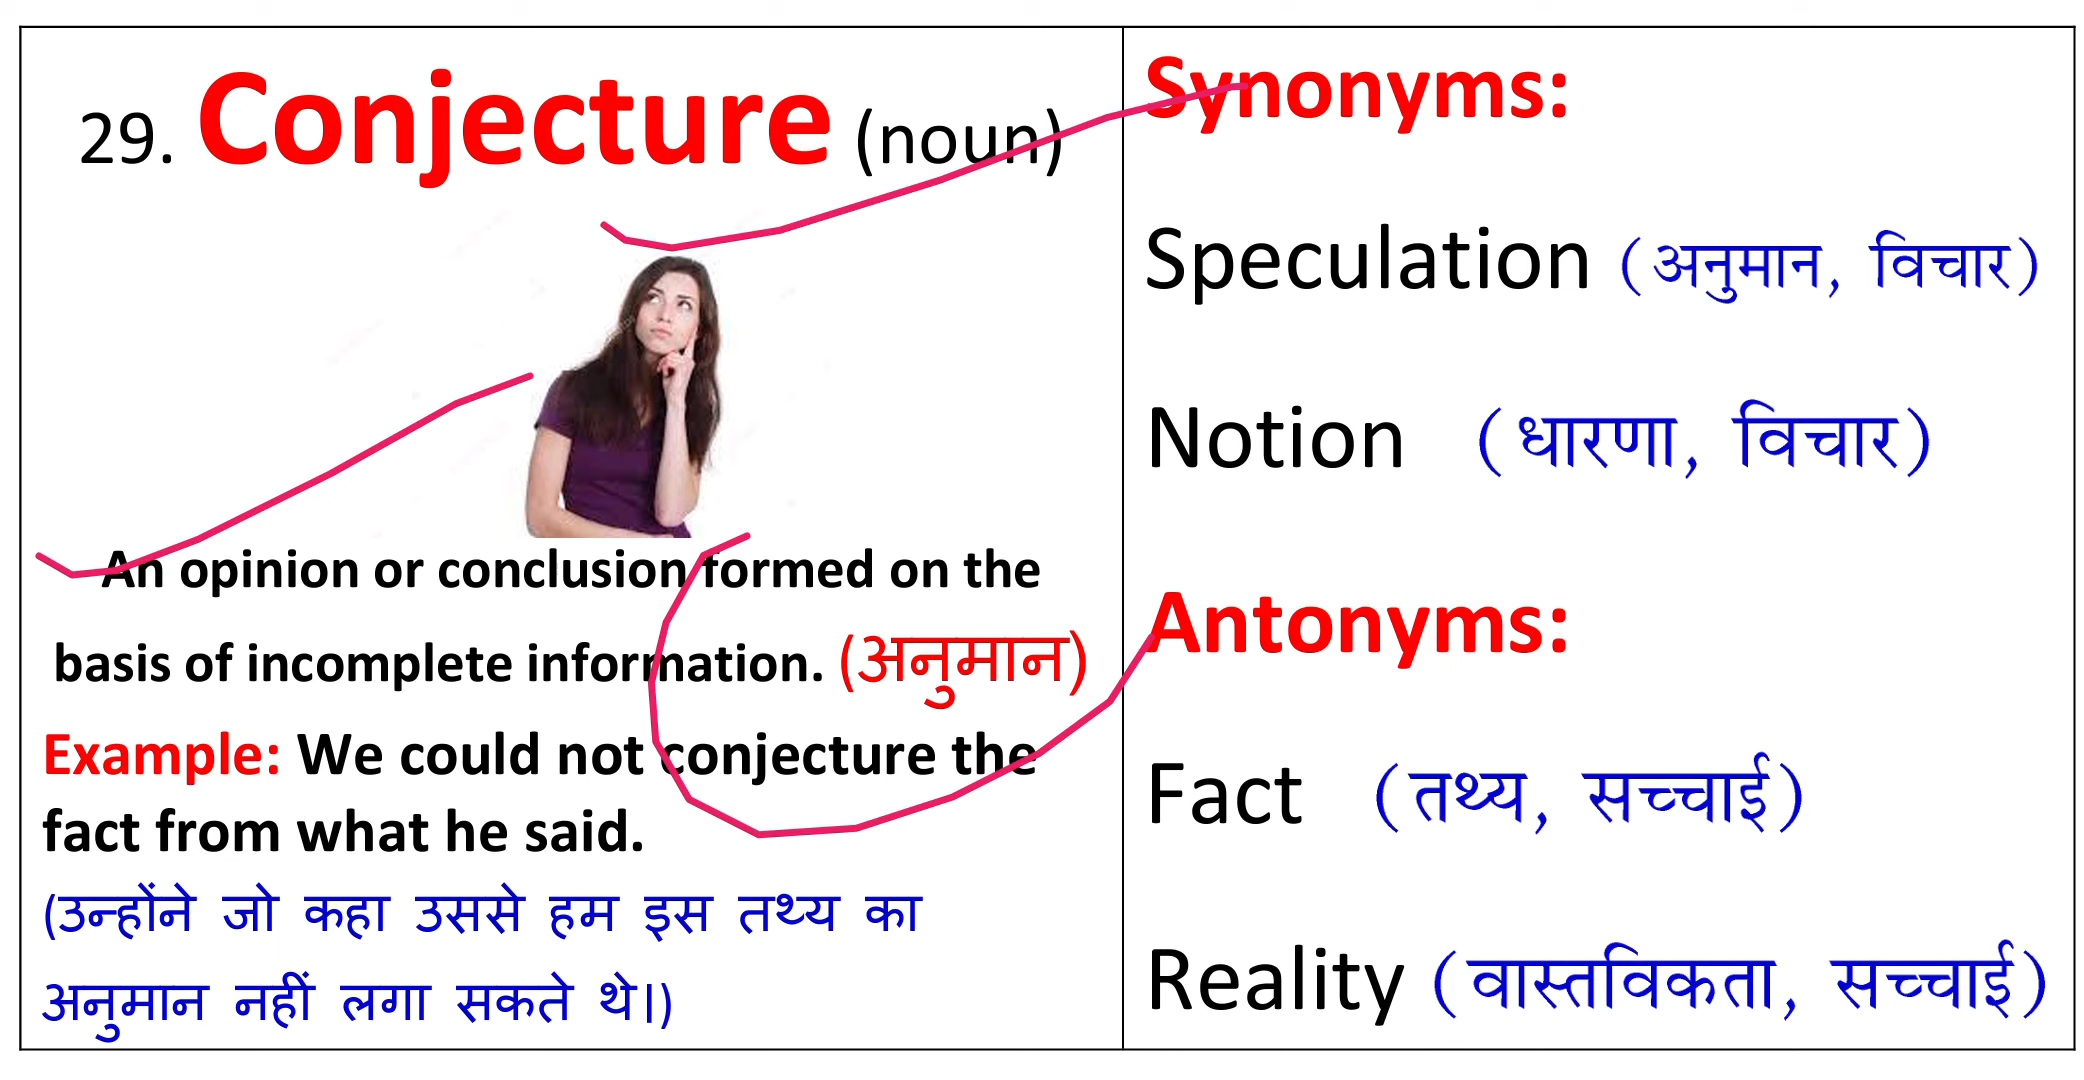 29. Conjecture (noun)
An opinion or conclusion formed on the
basis of incomplete information. (अनुमान)
Example: We could not conjecture the
fact from what he said.
(उन्होंने जो कहा उससे हम इस तथ्य का
अनुमान नहीं लगा सकते थे।)
Synonyms:
Speculation (अनुमान, विचार)
Notion (धारणा, विचार)
Antonyms:
Fact (तथ्य, सच्चाई)
Reality (वास्तविकता, सच्चाई)